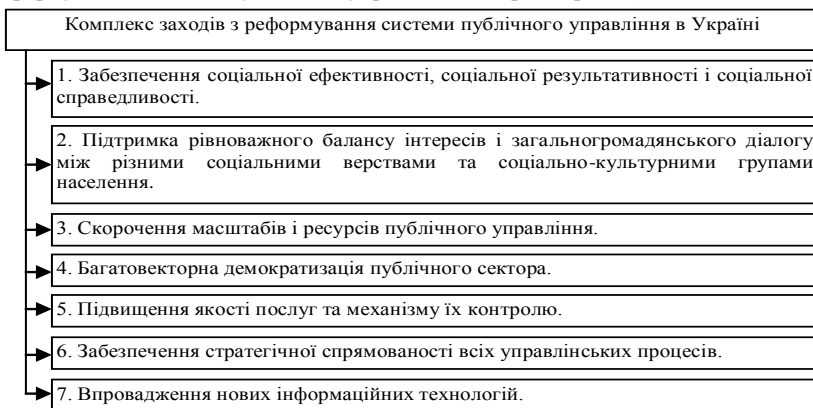 Комплекс заходів з реформування системи публічного управління в Україні
1. Забезпечення соціальної ефективності, соціальної результативності і соціальної
справедливості.
2. Підтримка рівноважного балансу інтересів і загальногромадянського діалогу
між різними соціальними верствами та соціально-культурними групами
населення.
3. Скорочення масштабів і ресурсів публічного управління.
4. Багатовекторна демократизація публічного сектора.
5. Підвищення якості послуг та механізму їх контролю.
6. Забезпечення стратегічної спрямованості всіх управлінських процесів.
7. Впровадження нових інформаційних технологій.